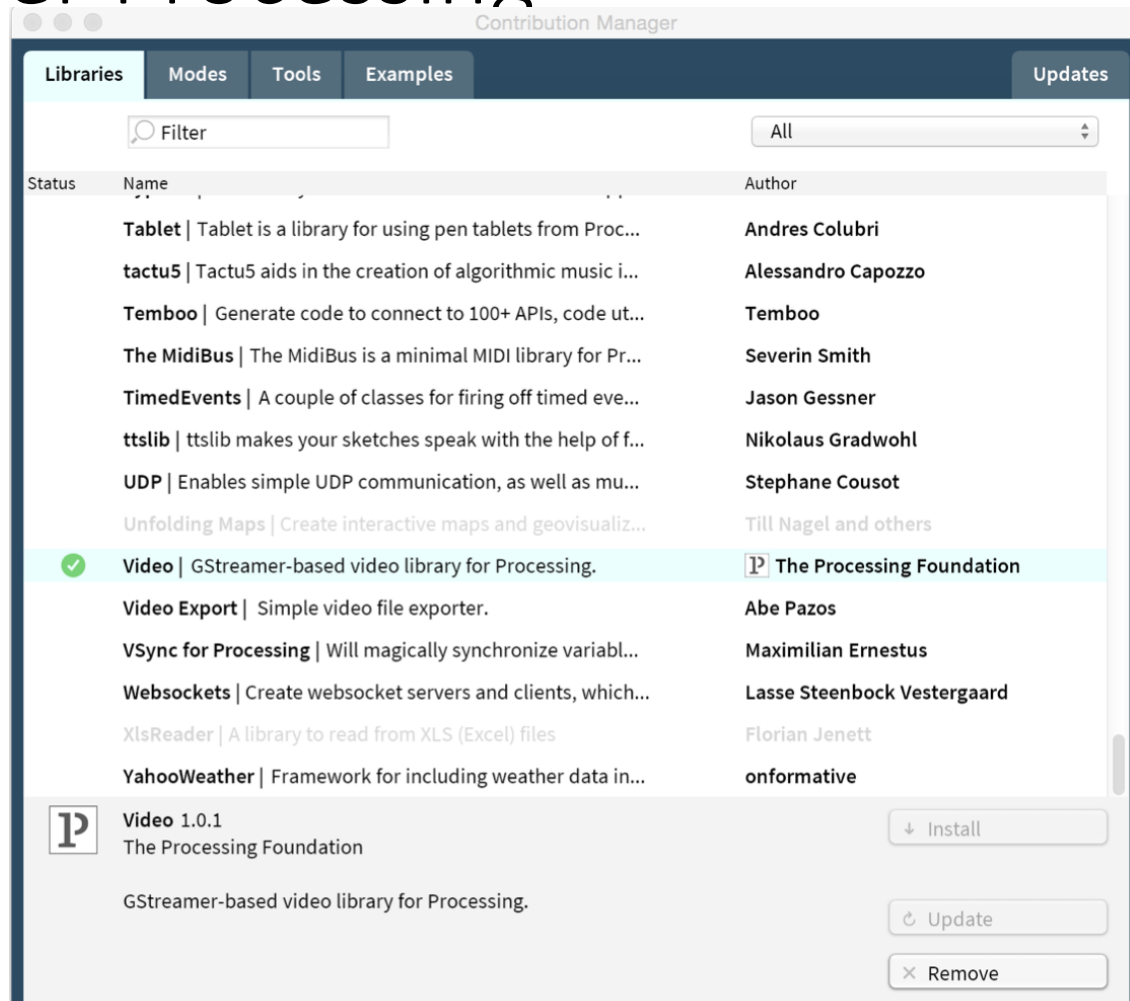 Contribution Manager
Libraries Modes Tools Examples Updates
Filter All
Status Name Author
Tablet | Tablet is a library for using pen tablets from Proc... Andres Colubri
tactu5 | Tactu5 aids in the creation of algorithmic music i... Alessandro Capozzo
Temboo | Generate code to connect to 100+ APIs, code ut... Temboo
The MidiBus | The MidiBus is a minimal MIDI library for Pr... Severin Smith
TimedEvents | A couple of classes for firing off timed eve... Jason Gessner
ttslib | ttslib makes your sketches speak with the help of f... Nikolaus Gradwohl
UDP | Enables simple UDP communication, as well as mu... Stephane Cousot
Unfolding Maps | Create interactive maps and geovisualiz... Till Nagel and others
Video | GStreamer-based video library for Processing. The Processing Foundation
Video Export | Simple video file exporter. Abe Pazos
VSync for Processing | Will magically synchronize variabl... Maximilian Ernestus
Websockets | Create websocket servers and clients, which... Lasse Steenbock Vestergaard
XlsReader | A library to read from XLS (Excel) files Florian Jenett
YahooWeather | Framework for including weather data in... onformative
Video 1.0.1
Install
The Processing Foundation
GStreamer-based video library for Processing.
Update
Remove